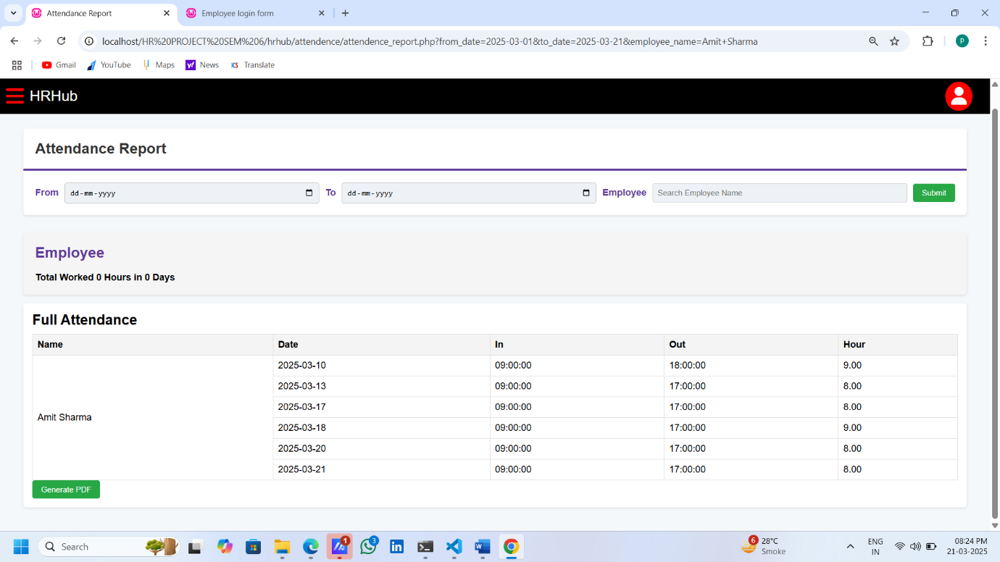 Attendance Report
Employee login form
localhost/HR%20PROJECT%20SEM%206/hrhub/attendence/attendence_report.php?from_date=2025-03-01&to_date=2025-03-21&employee_name=Amit+Sharma
P
Gmail
YouTube
Maps
y!
News
ICS
Translate
HRHub
Attendance Report
From dd-mm-yyyy To dd-mm-yyyy Employee Search Employee Name Submit
Employee
Total Worked 0 Hours in 0 Days
Full Attendance
Name Date In Out Hour
2025-03-10 09:00:00 18:00:00 9.00
2025-03-13 09:00:00 17:00:00 8.00
2025-03-17 09:00:00 17:00:00 8.00
Amit Sharma
2025-03-18 09:00:00 17:00:00 9.00
2025-03-20 09:00:00 17:00:00 8.00
2025-03-21 09:00:00 17:00:00 8.00
Generate PDF
Search
1
3
in
W
6
28°C
Smoke
ENG
IN
08:24 PM
21-03-2025